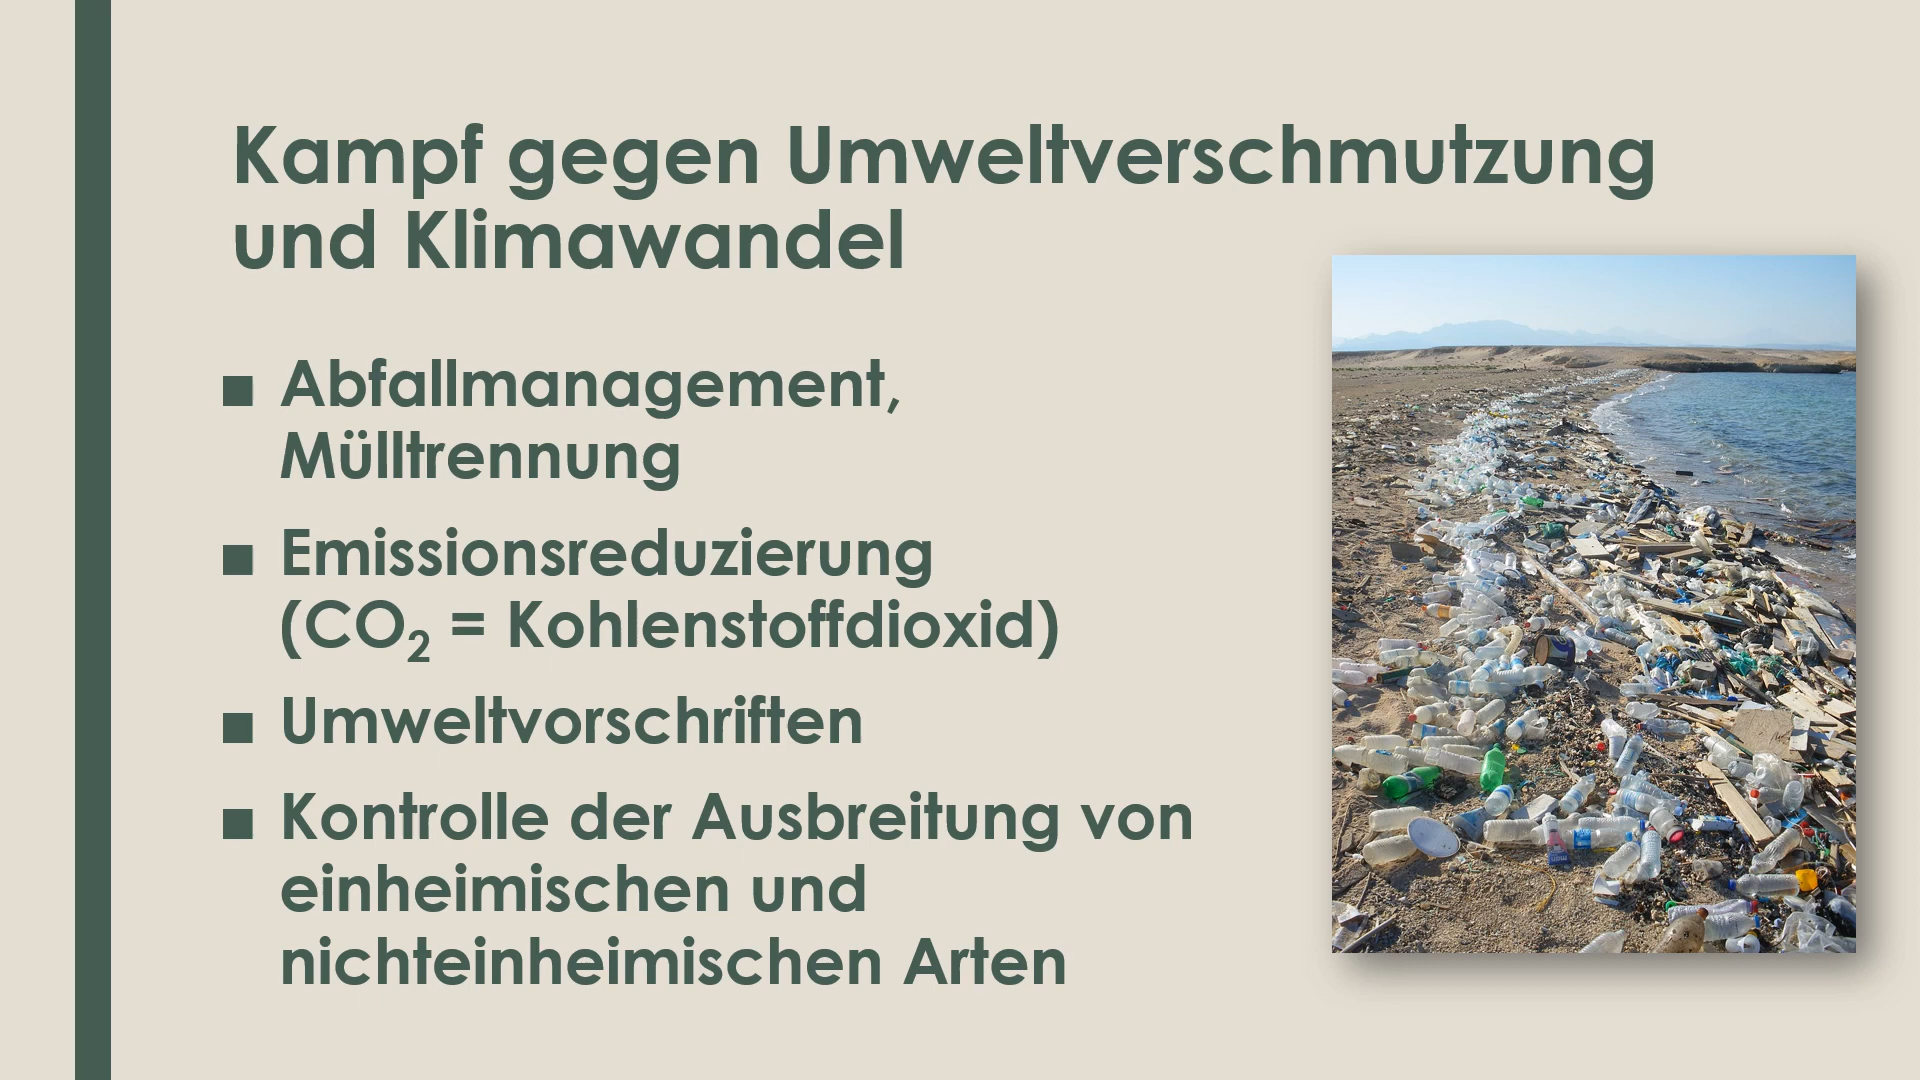 Kampf gegen Umweltverschmutzung
und Klimawandel
■ Abfallmanagement,
Mülltrennung
■ Emissionsreduzierung
(CO₂ = Kohlenstoffdioxid)
■ Umweltvorschriften
■ Kontrolle der Ausbreitung von
einheimischen und
nichteinheimischen Arten